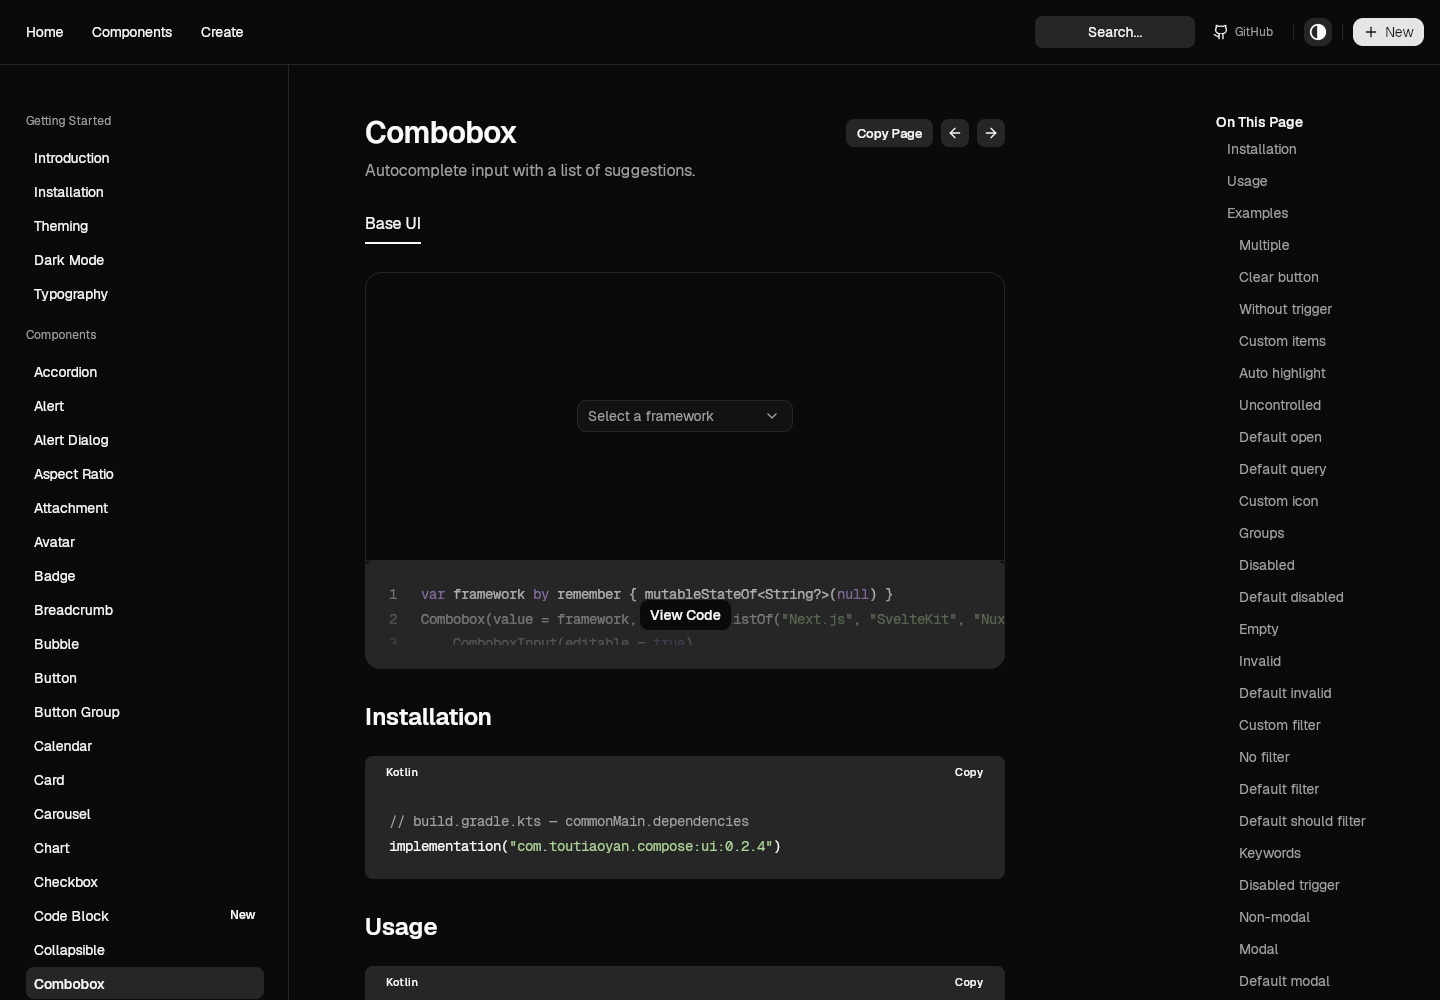 Home
Components
Create
Search...
GitHub
New
Getting Started
Introduction
Installation
Theming
Dark Mode
Typography
Components
Accordion
Alert
Alert Dialog
Aspect Ratio
Attachment
Avatar
Badge
Breadcrumb
Bubble
Button
Button Group
Calendar
Card
Carousel
Chart
Checkbox
Code Block New
Collapsible
Combobox
Combobox
Copy Page
Autocomplete input with a list of suggestions.
Base UI
Select a framework
1 var framework by remember { mutableStateOf<String?>(null) }
2 Combobox(value = framework, istOf("Next.js", "SvelteKit", "Nux
View Code
3 ComboboxInput(editable = true)
Installation
Kotlin
Copy
// build.gradle.kts — commonMain.dependencies
implementation("com.toutiaoyan.compose:ui:0.2.4")
Usage
Kotlin
Copy
On This Page
Installation
Usage
Examples
Multiple
Clear button
Without trigger
Custom items
Auto highlight
Uncontrolled
Default open
Default query
Custom icon
Groups
Disabled
Default disabled
Empty
Invalid
Default invalid
Custom filter
No filter
Default filter
Default should filter
Keywords
Disabled trigger
Non-modal
Modal
Default modal